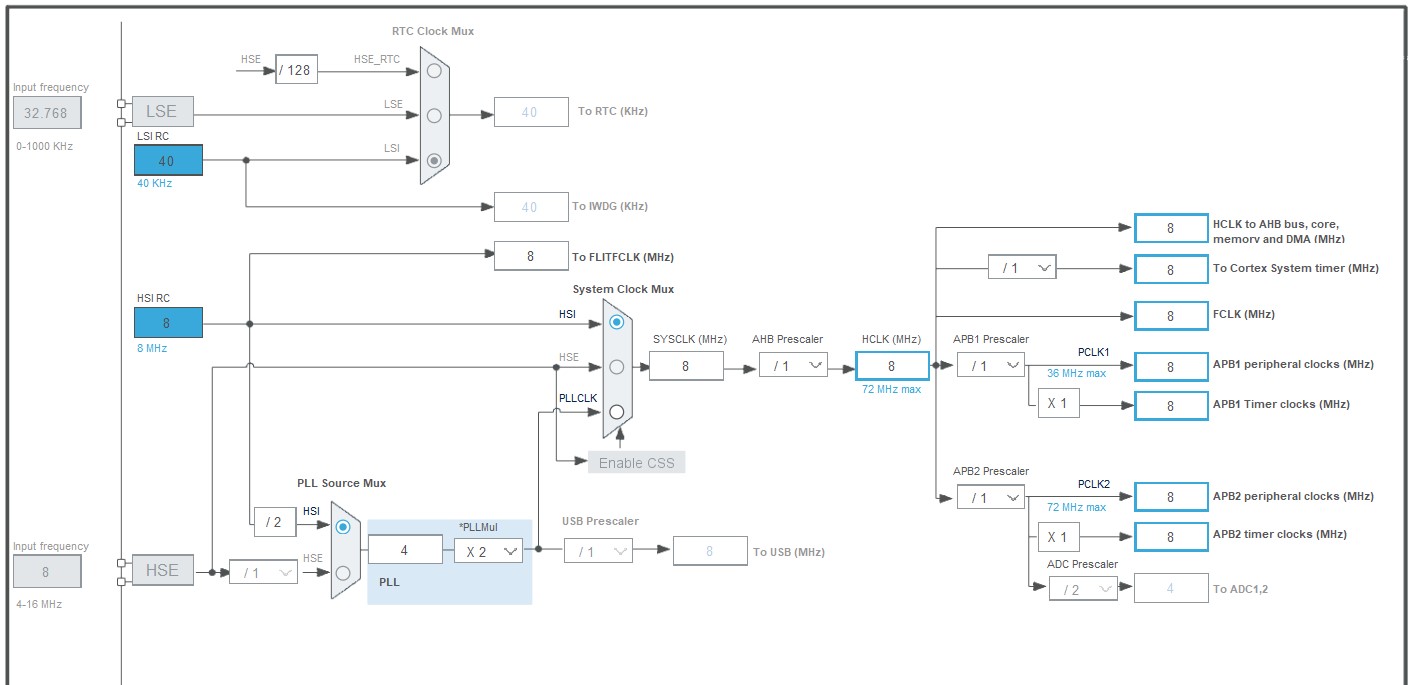 RTC Clock Mux
HSE
/ 128
HSE_RTC
Input frequency
32.768
0-1000 KHz
LSE
LSE
40
To RTC (KHz)
LSI RC
40
40 KHz
LSI
40
To IWDG (KHz)
8
To FLITFCLK (MHz)
HSI RC
8
8 MHz
System Clock Mux
HSI
HSE
PLLCLK
SYSCLK (MHz)
8
AHB Prescaler
/ 1
HCLK (MHz)
8
72 MHz max
Enable CSS
8
HCLK to AHB bus, core,
memory and DMA (MHz)
/ 1
8
To Cortex System timer (MHz)
8
FCLK (MHz)
APB1 Prescaler
/ 1
PCLK1
36 MHz max
8
APB1 peripheral clocks (MHz)
X 1
8
APB1 Timer clocks (MHz)
APB2 Prescaler
/ 1
PCLK2
72 MHz max
8
APB2 peripheral clocks (MHz)
X 1
8
APB2 timer clocks (MHz)
ADC Prescaler
/ 2
4
To ADC1,2
PLL Source Mux
/ 2
HSI
Input frequency
8
4-16 MHz
HSE
/ 1
HSE
4
*PLLMul
X 2
PLL
USB Prescaler
/ 1
8
To USB (MHz)